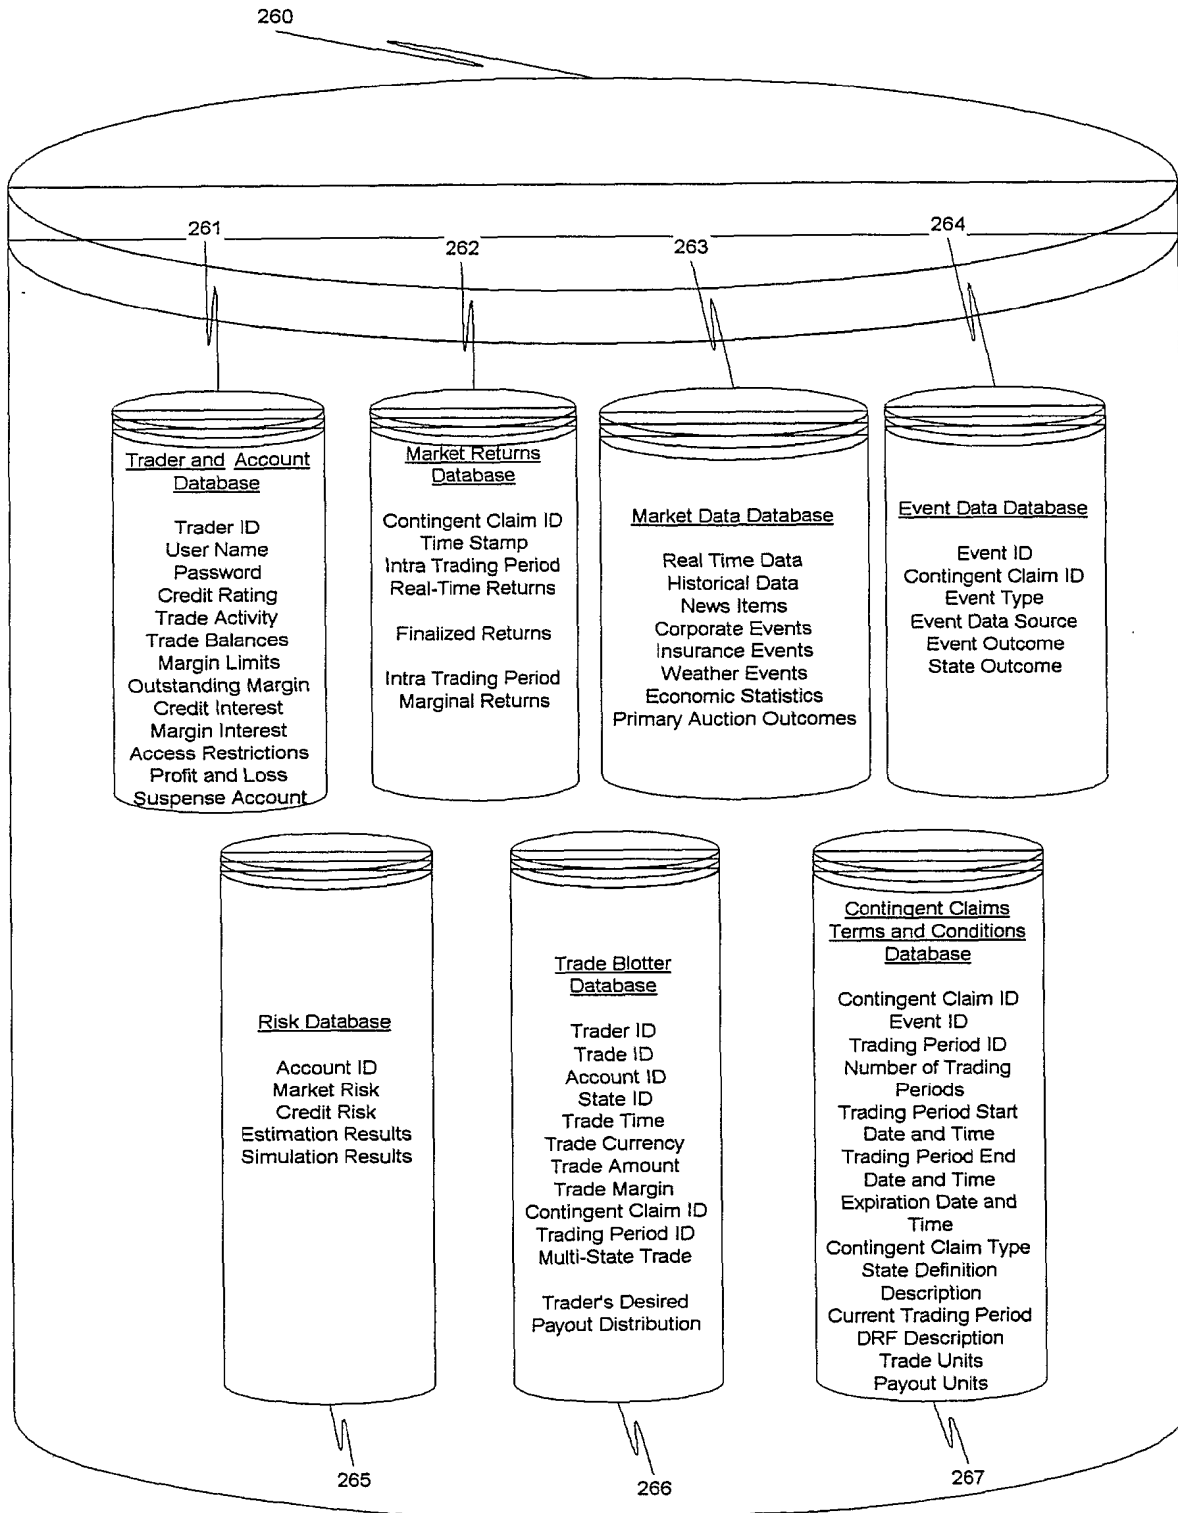 260
261
262
263
264
Trader and Account
Database
Trader ID
User Name
Password
Credit Rating
Trade Activity
Trade Balances
Margin Limits
Outstanding Margin
Credit Interest
Margin Interest
Access Restrictions
Profit and Loss
Suspense Account
Market Returns
Database
Contingent Claim ID
Time Stamp
Intra Trading Period
Real-Time Returns
Finalized Returns
Intra Trading Period
Marginal Returns
Market Data Database
Real Time Data
Historical Data
News Items
Corporate Events
Insurance Events
Weather Events
Economic Statistics
Primary Auction Outcomes
Event Data Database
Event ID
Contingent Claim ID
Event Type
Event Data Source
Event Outcome
State Outcome
Risk Database
Account ID
Market Risk
Credit Risk
Estimation Results
Simulation Results
Trade Blotter
Database
Trader ID
Trade ID
Account ID
State ID
Trade Time
Trade Currency
Trade Amount
Trade Margin
Contingent Claim ID
Trading Period ID
Multi-State Trade
Trader's Desired
Payout Distribution
Contingent Claims
Terms and Conditions
Database
Contingent Claim ID
Event ID
Trading Period ID
Number of Trading
Periods
Trading Period Start
Date and Time
Trading Period End
Date and Time
Expiration Date and
Time
Contingent Claim Type
State Definition
Description
Current Trading Period
DRF Description
Trade Units
Payout Units
265
266
267